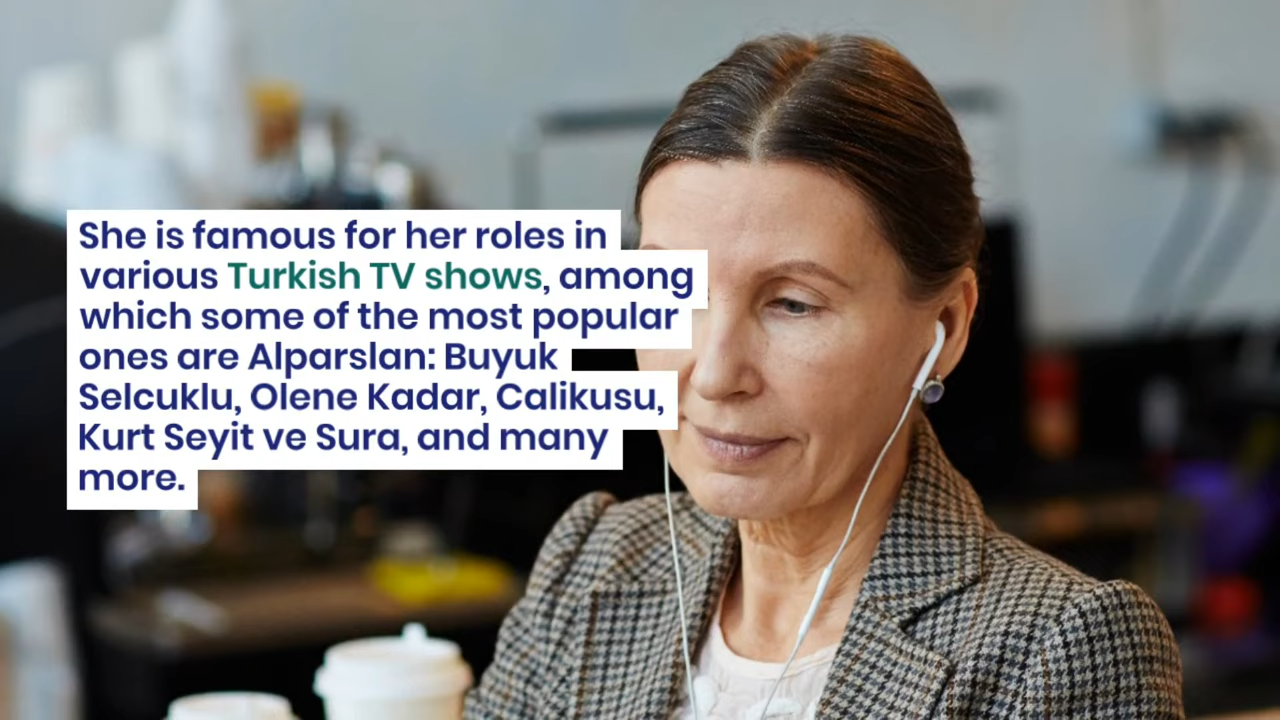 She is famous for her roles in
various Turkish TV shows, among
which some of the most popular
ones are Alparslan: Buyuk
Selcuklu, Olene Kadar, Calikusu,
Kurt Seyit ve Sura, and many
more.